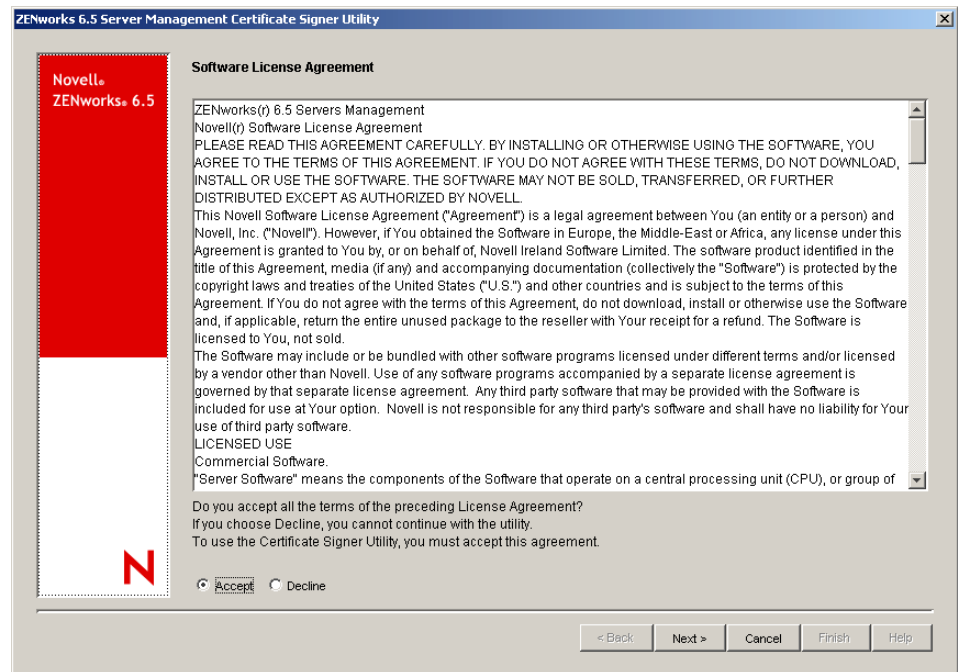 ZENworks 6.5 Server Management Certificate Signer Utility
Novell®
ZENworks® 6.5
Software License Agreement
ZENworks(r) 6.5 Servers Management
Novell(r) Software License Agreement
PLEASE READ THIS AGREEMENT CAREFULLY. BY INSTALLING OR OTHERWISE USING THE SOFTWARE, YOU
AGREE TO THE TERMS OF THIS AGREEMENT. IF YOU DO NOT AGREE WITH THESE TERMS, DO NOT DOWNLOAD,
INSTALL OR USE THE SOFTWARE. THE SOFTWARE MAY NOT BE SOLD, TRANSFERRED, OR FURTHER
DISTRIBUTED EXCEPT AS AUTHORIZED BY NOVELL.
This Novell Software License Agreement ("Agreement") is a legal agreement between You (an entity or a person) and
Novell, Inc. ("Novell"). However, if You obtained the Software in Europe, the Middle-East or Africa, any license under this
Agreement is granted to You by, or on behalf of, Novell Ireland Software Limited. The software product identified in the
title of this Agreement, media (if any) and accompanying documentation (collectively the "Software") is protected by the
copyright laws and treaties of the United States ("U.S.") and other countries and is subject to the terms of this
Agreement. If You do not agree with the terms of this Agreement, do not download, install or otherwise use the Software
and, if applicable, return the entire unused package to the reseller with Your receipt for a refund. The Software is
licensed to You, not sold.
The Software may include or be bundled with other software programs licensed under different terms and/or licensed
by a vendor other than Novell. Use of any software programs accompanied by a separate license agreement is
governed by that separate license agreement. Any third party software that may be provided with the Software is
included for use at Your option. Novell is not responsible for any third party's software and shall have no liability for Your
use of third party software.
LICENSED USE
Commercial Software.
"Server Software" means the components of the Software that operate on a central processing unit (CPU), or group of
Do you accept all the terms of the preceding License Agreement?
If you choose Decline, you cannot continue with the utility.
To use the Certificate Signer Utility, you must accept this agreement.
N
Accept Decline
< Back Next > Cancel Finish Help